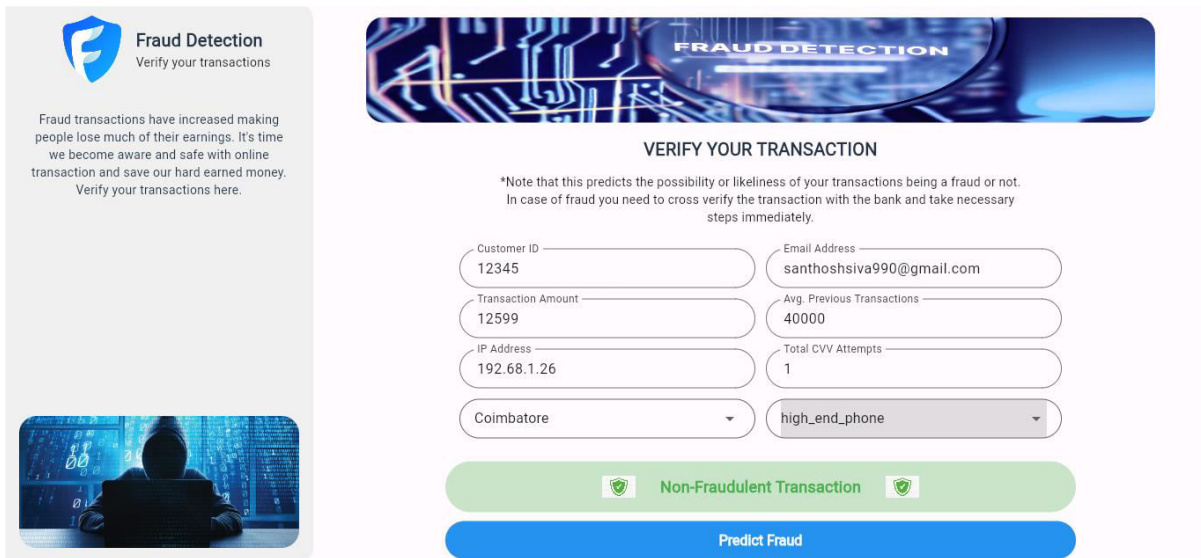 Fraud Detection
Verify your transactions
Fraud transactions have increased making
people lose much of their earnings. It's time
we become aware and safe with online
transaction and save our hard earned money.
Verify your transactions here.
FRAUD DETECTION
VERIFY YOUR TRANSACTION
*Note that this predicts the possibility or likeliness of your transactions being a fraud or not.
In case of fraud you need to cross verify the transaction with the bank and take necessary
steps immediately.
Customer ID
12345
Email Address
santhoshsiva990@gmail.com
Transaction Amount
12599
Avg. Previous Transactions
40000
IP Address
192.68.1.26
Total CVV Attempts
1
Coimbatore
high_end_phone
Non-Fraudulent Transaction
Predict Fraud